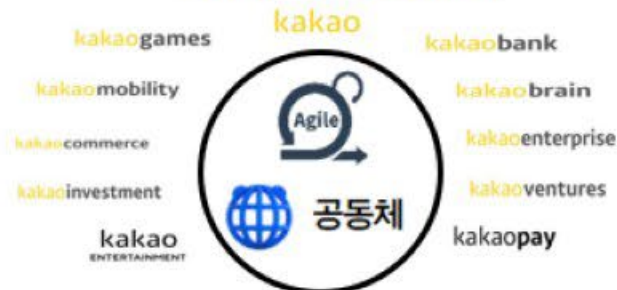 kakao
kakaogames
kakaobank
kakaomobility
kakaobrain
Agile
kakaocommerce
kakaoenterprise
kakaoinvestment
kakaoventures
공동체
kakao
ENTERTAINMENT
kakaopay